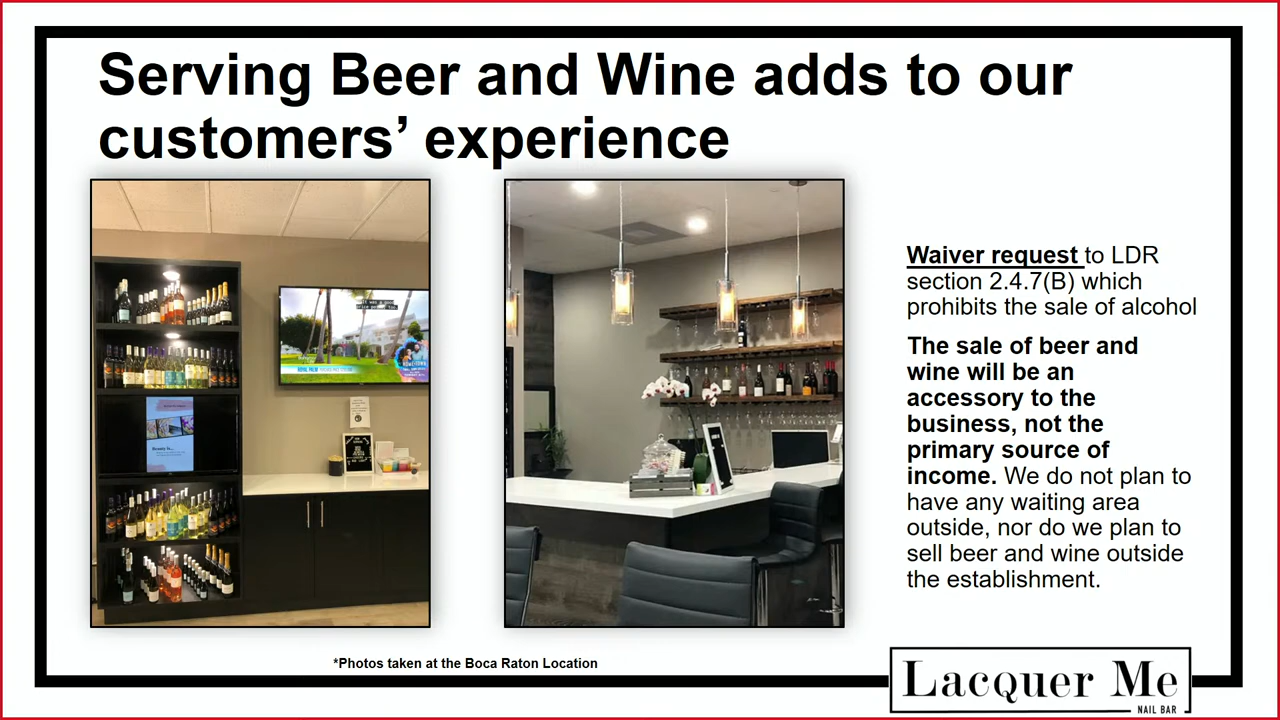 Serving Beer and Wine adds to our
customers’ experience
Waiver request to LDR
section 2.4.7(B) which
prohibits the sale of alcohol
The sale of beer and
wine will be an
accessory to the
business, not the
primary source of
income. We do not plan to
have any waiting area
outside, nor do we plan to
sell beer and wine outside
the establishment.
*Photos taken at the Boca Raton Location
Lacquer Me
NAIL BAR